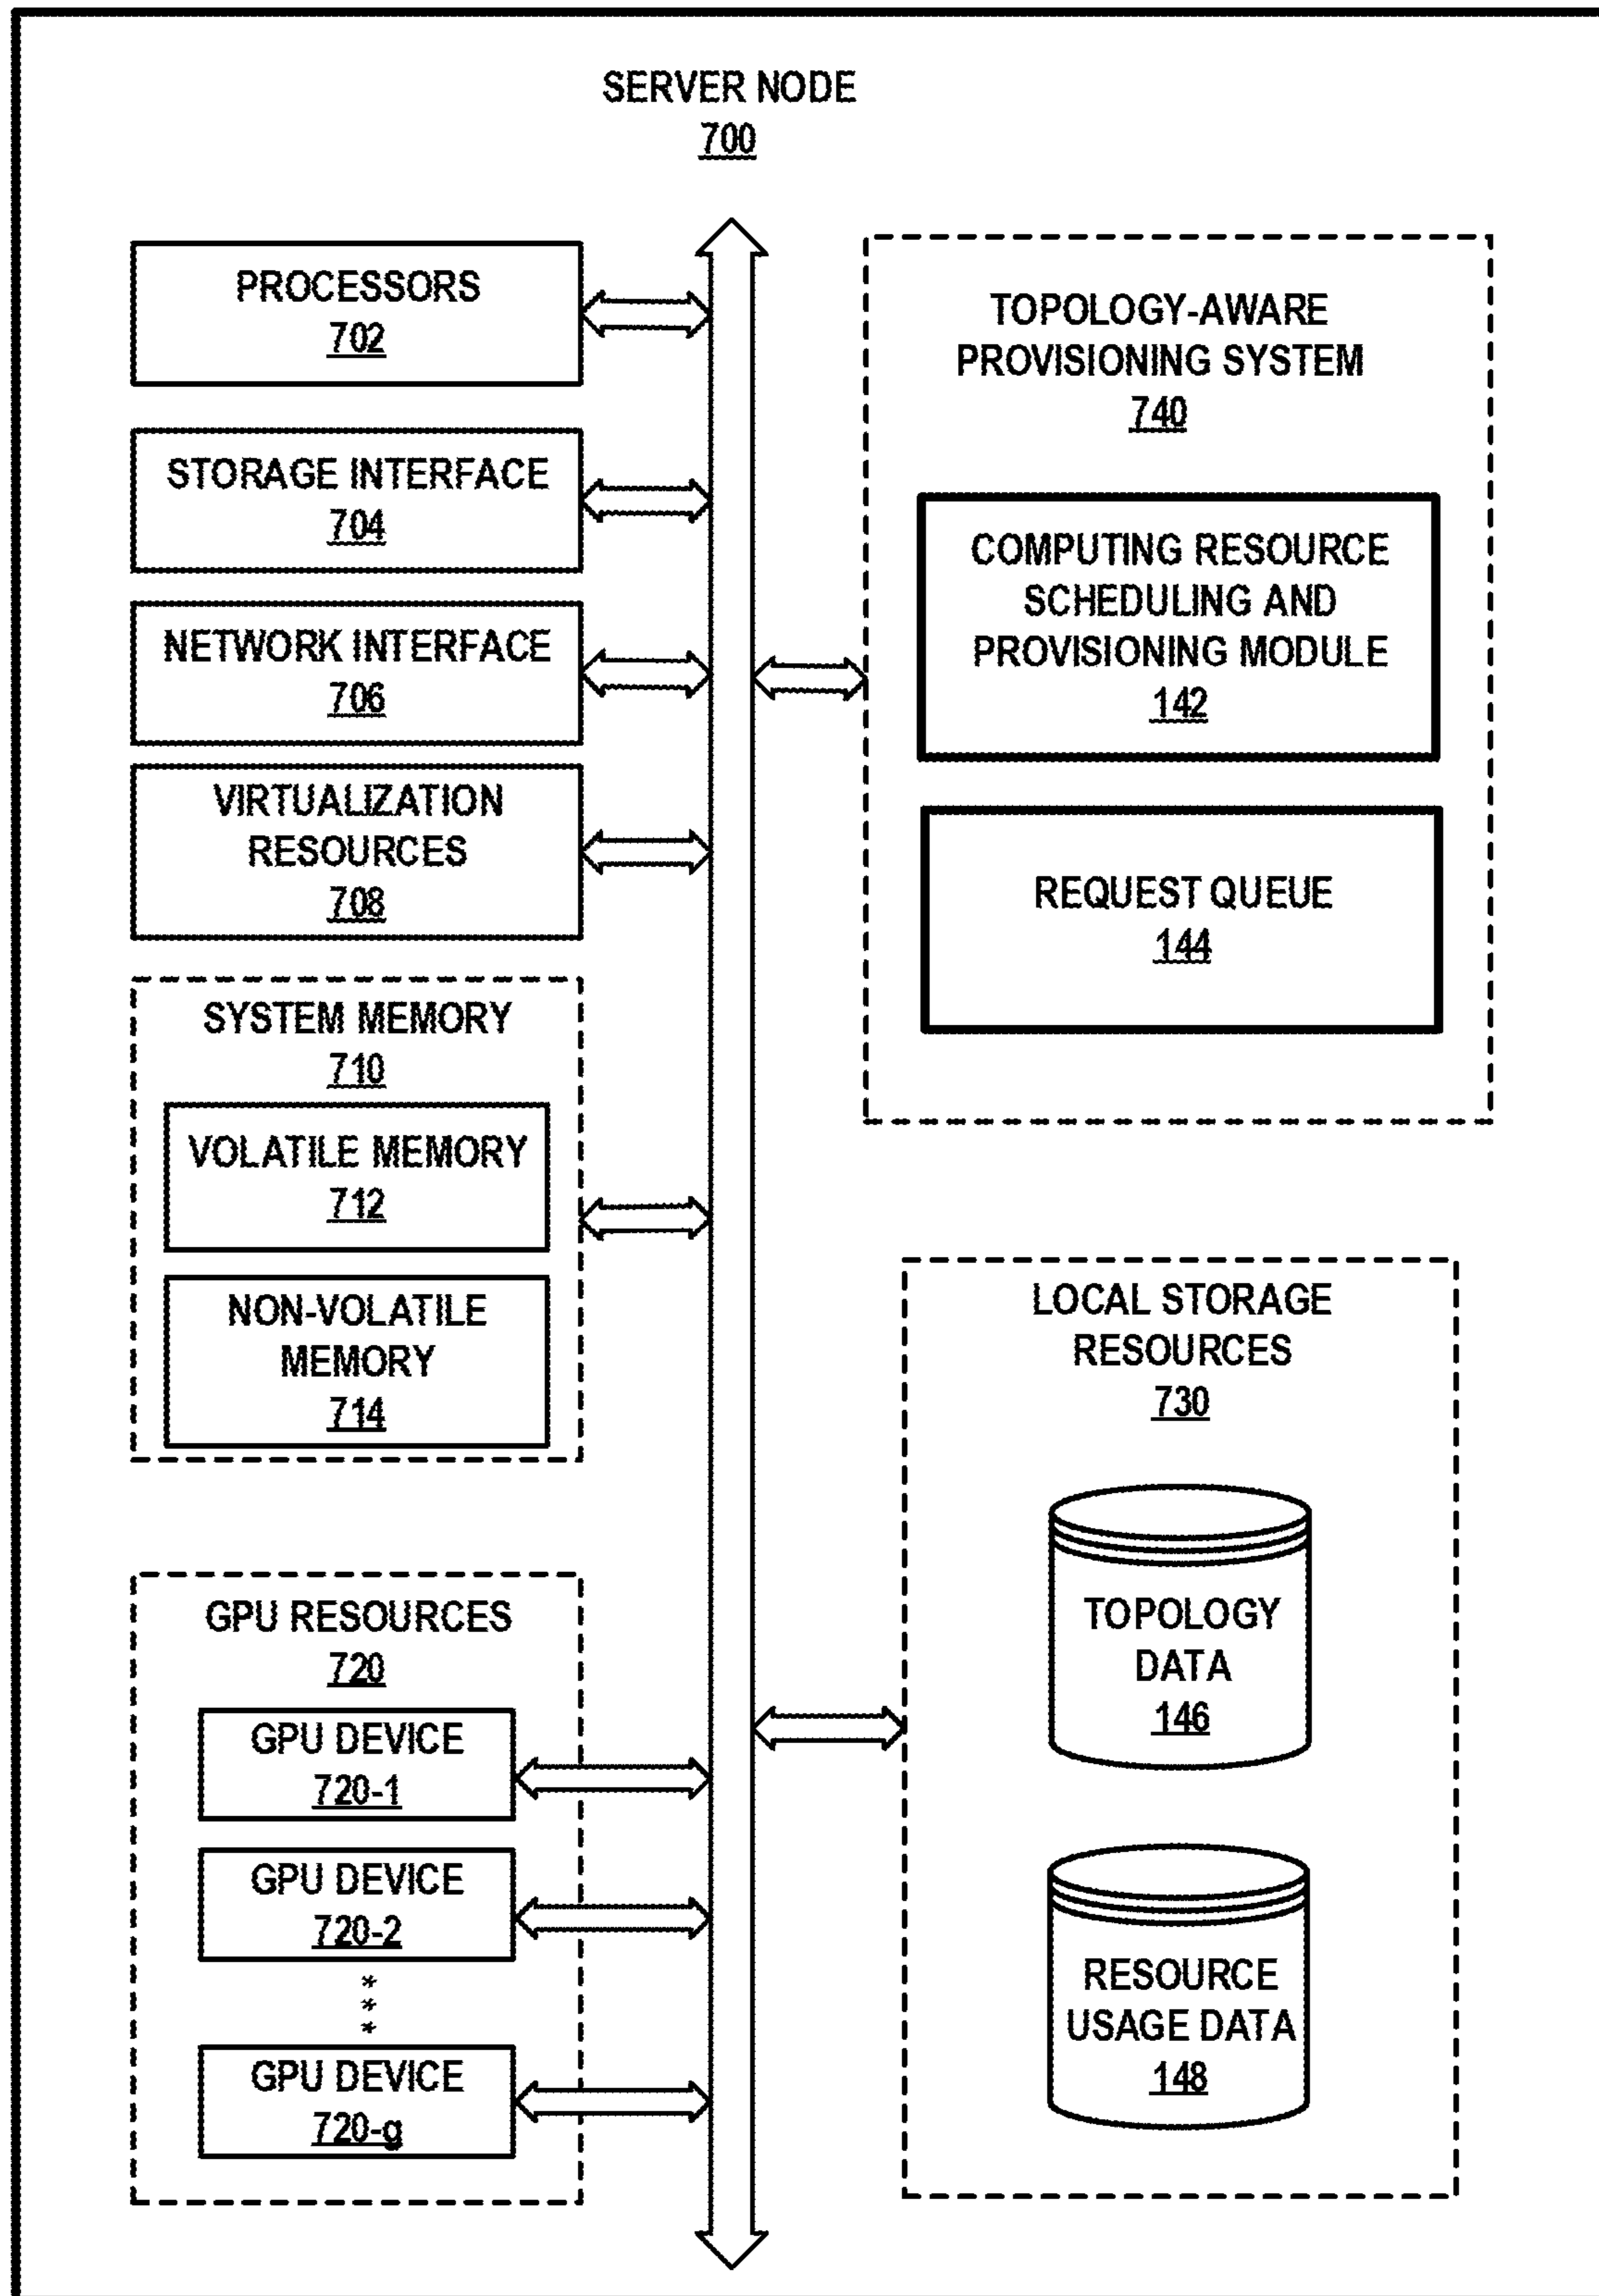 SERVER NODE
700
PROCESSORS
702
STORAGE INTERFACE
704
NETWORK INTERFACE
706
VIRTUALIZATION
RESOURCES
708
SYSTEM MEMORY
710
VOLATILE MEMORY
712
NON-VOLATILE
MEMORY
714
GPU RESOURCES
720
GPU DEVICE
720-1
GPU DEVICE
720-2
* * *
GPU DEVICE
720-g
TOPOLOGY-AWARE
PROVISIONING SYSTEM
740
COMPUTING RESOURCE
SCHEDULING AND
PROVISIONING MODULE
142
REQUEST QUEUE
144
LOCAL STORAGE
RESOURCES
730
TOPOLOGY
DATA
146
RESOURCE
USAGE DATA
148